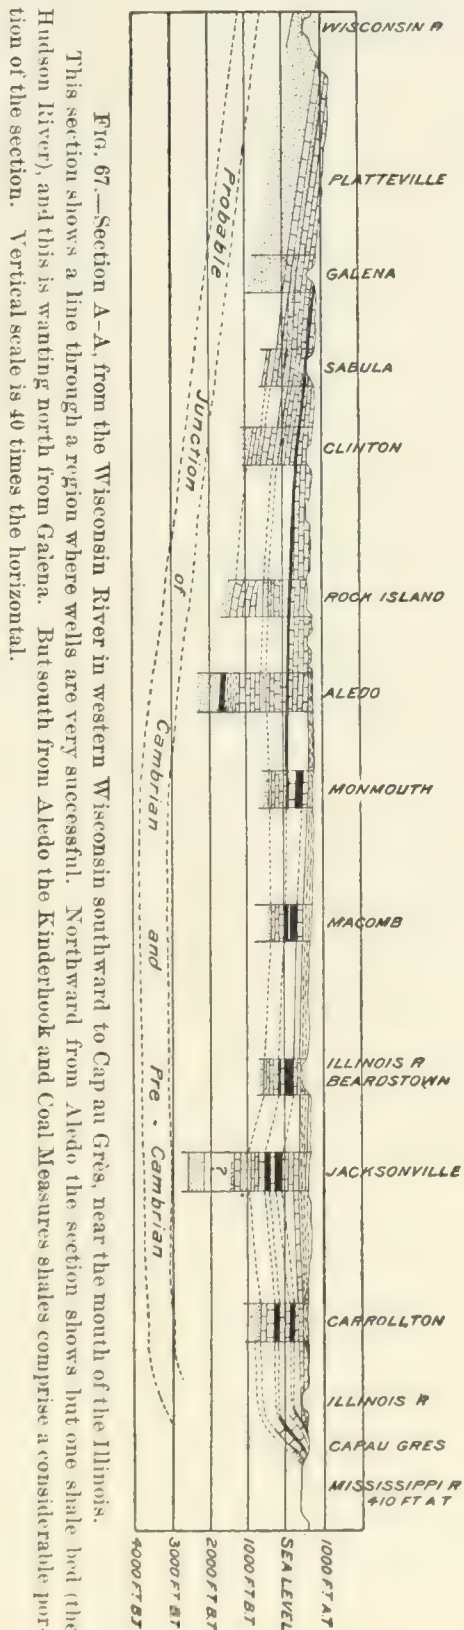 WISCONSIN R
PLATTEVILLE
GALENA
SABULA
CLINTON
ROCK ISLAND
ALEDO
MONMOUTH
MACOMB
ILLINOIS R
BEARDSTOWN
JACKSONVILLE
CARROLLTON
ILLINOIS R
CAPAU GRES
MISSISSIPPI R
410 FT A T
1000 FT. A.T.
SEA LEVEL
1000 FT. B.T
2000 FT. B.T
3000 FT. B.T
4000 FT. B.T
Probable Junction of Cambrian and Pre-Cambrian
?
FIG. 67.—Section A-A, from the Wisconsin River in western Wisconsin southward to Cap au Grès, near the mouth of the Illinois.
This section shows a line through a region where wells are very successful. Northward from Aledo the section shows but one shale bed (the
Hudson River), and this is wanting north from Galena. But south from Aledo the Kinderhook and Coal Measures shales comprise a considerable por-
tion of the section. Vertical scale is 40 times the horizontal.